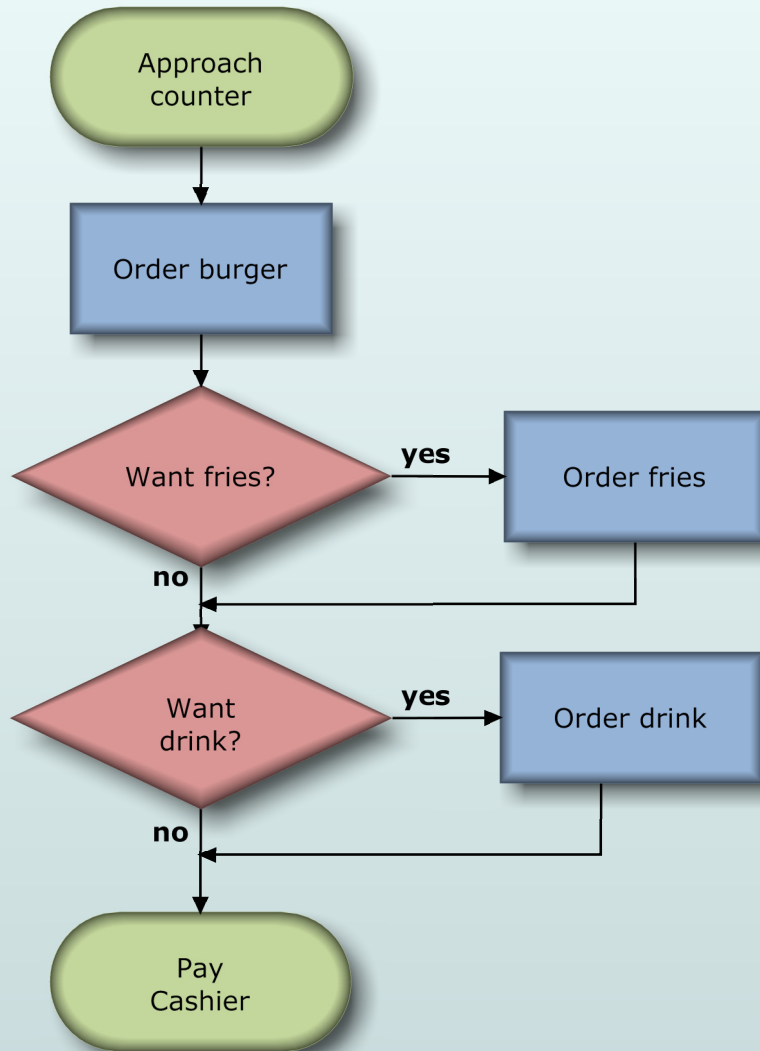 Approach
counter
Order burger
Want fries?
yes
Order fries
no
Want
drink?
yes
Order drink
no
Pay
Cashier